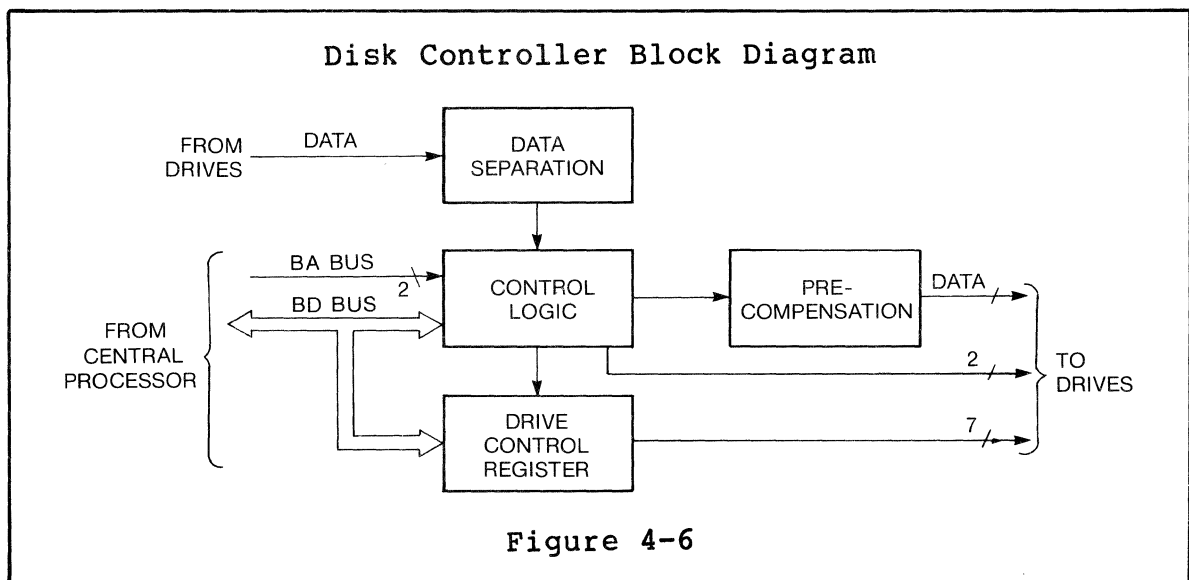 Disk Controller Block Diagram
FROM
DRIVES
DATA
DATA
SEPARATION
BA BUS
2
BD BUS
FROM
CENTRAL
PROCESSOR
CONTROL
LOGIC
PRE-
COMPENSATION
DATA
2
TO
DRIVES
DRIVE
CONTROL
REGISTER
7
Figure 4-6